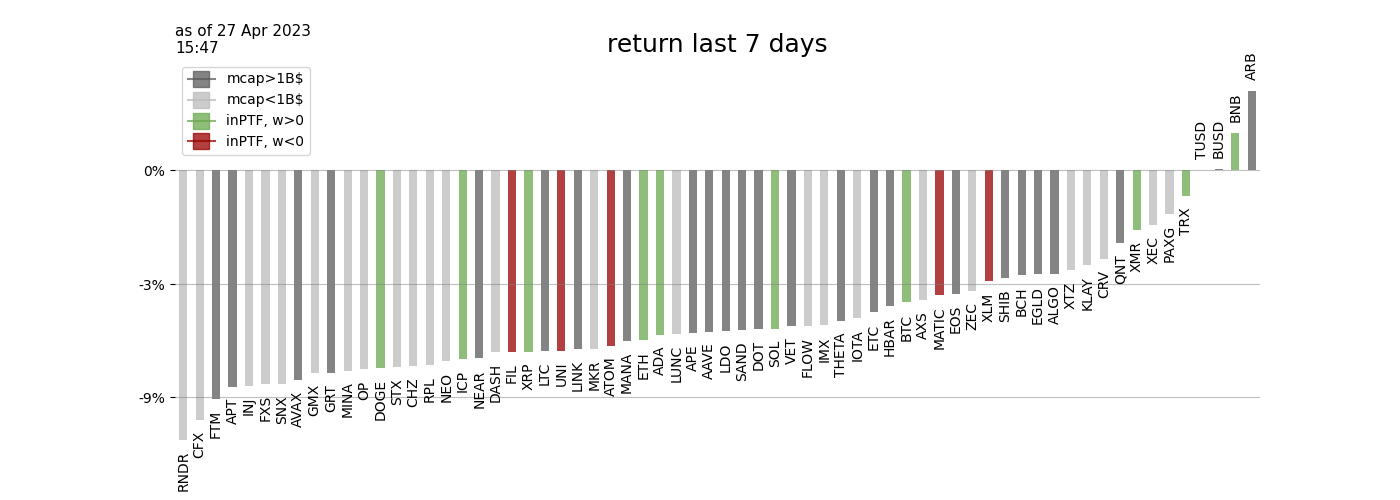 as of 27 Apr 2023
15:47
return last 7 days
mcap>1B$
mcap<1B$
inPTF, w>0
inPTF, w<0
0%
-3%
-9%
RNDR
CFX
FTM
APT
INJ
FXS
SNX
AVAX
GMX
GRT
MINA
OP
DOGE
STX
CHZ
RPL
NEO
ICP
NEAR
DASH
FIL
XRP
LTC
UNI
LINK
MKR
ATOM
MANA
ETH
ADA
LUNC
APE
AAVE
LDO
SAND
DOT
SOL
VET
FLOW
IMX
THETA
IOTA
ETC
HBAR
BTC
AXS
MATIC
EOS
ZEC
XLM
SHIB
BCH
EGLD
ALGO
XTZ
KLAY
CRV
QNT
XMR
XEC
PAXG
TRX
TUSD
BUSD
BNB
ARB